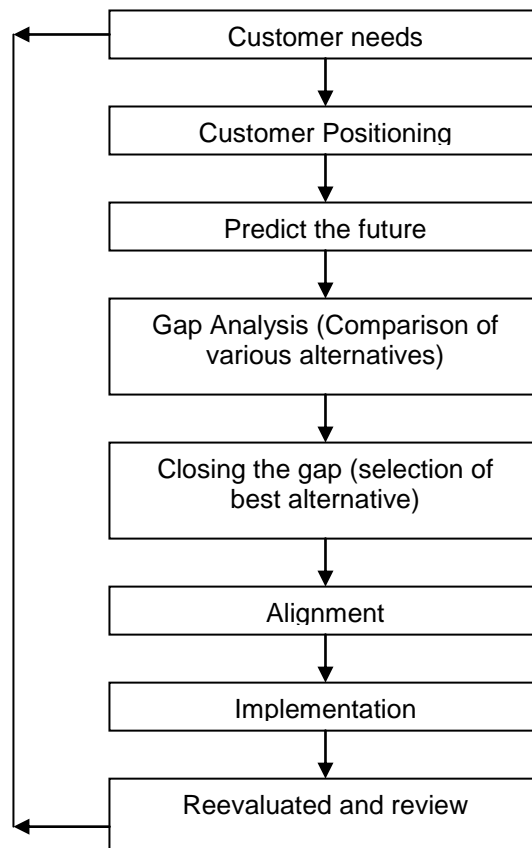 Customer needs
Customer Positioning
Predict the future
Gap Analysis (Comparison of
various alternatives)
Closing the gap (selection of
best alternative)
Alignment
Implementation
Reevaluated and review